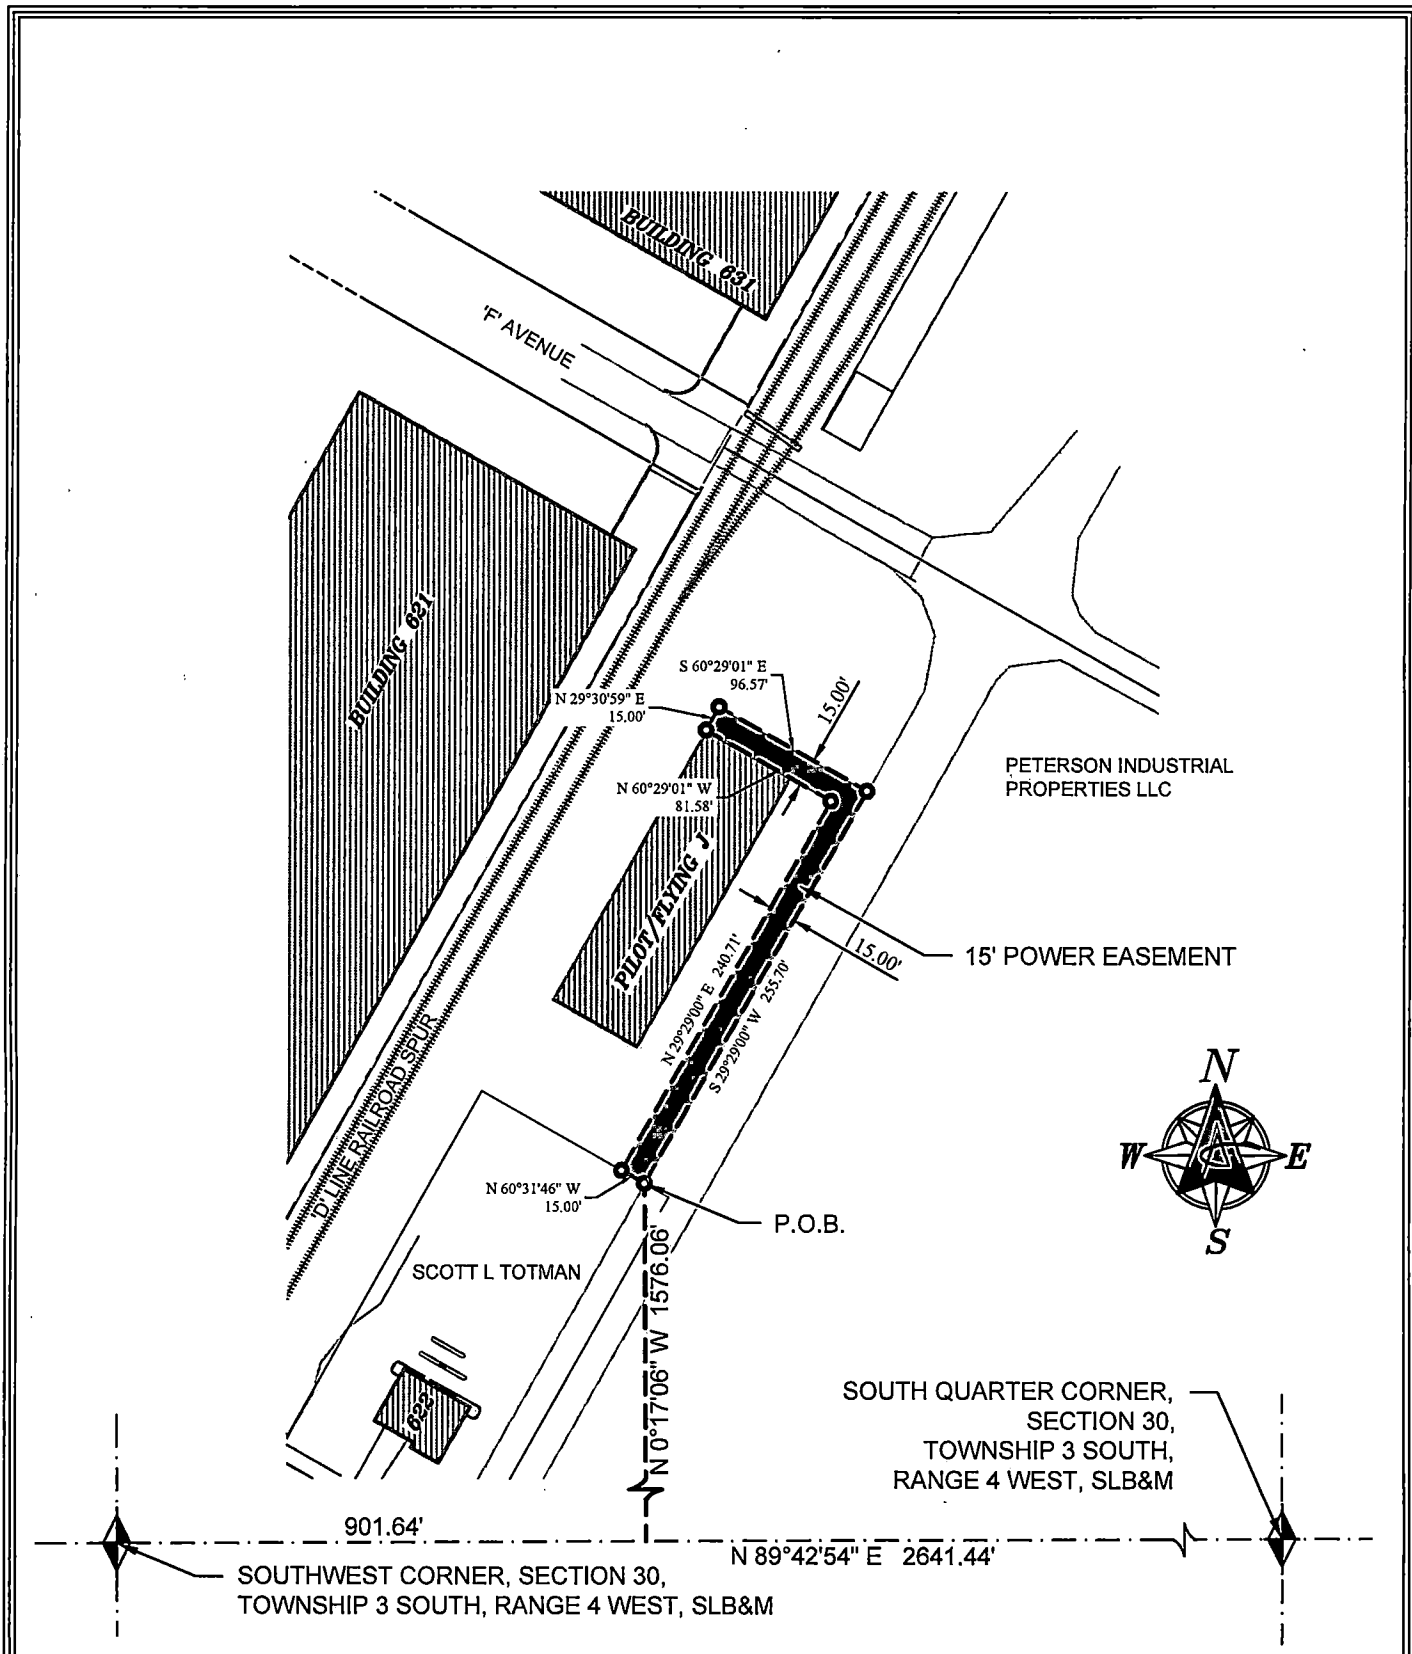 BUILDING 631
'F' AVENUE
BUILDING 621
S 60°29'01" E
96.57'
N 29°30'59" E
15.00'
15.00'
PETERSON INDUSTRIAL
PROPERTIES LLC
N 60°29'01" W
81.58'
PILOT/FLYING J
15' POWER EASEMENT
15.00'
N 29°29'00" E 240.71'
S 29°29'00" W 255.70'
'D' LINE RAILROAD SPUR
N
W
E
S
N 60°31'46" W
15.00'
P.O.B.
SCOTT L TOTMAN
N 0°17'06" W 1576.06'
622
SOUTH QUARTER CORNER,
SECTION 30,
TOWNSHIP 3 SOUTH,
RANGE 4 WEST, SLB&M
901.64'
N 89°42'54" E 2641.44'
SOUTHWEST CORNER, SECTION 30,
TOWNSHIP 3 SOUTH, RANGE 4 WEST, SLB&M